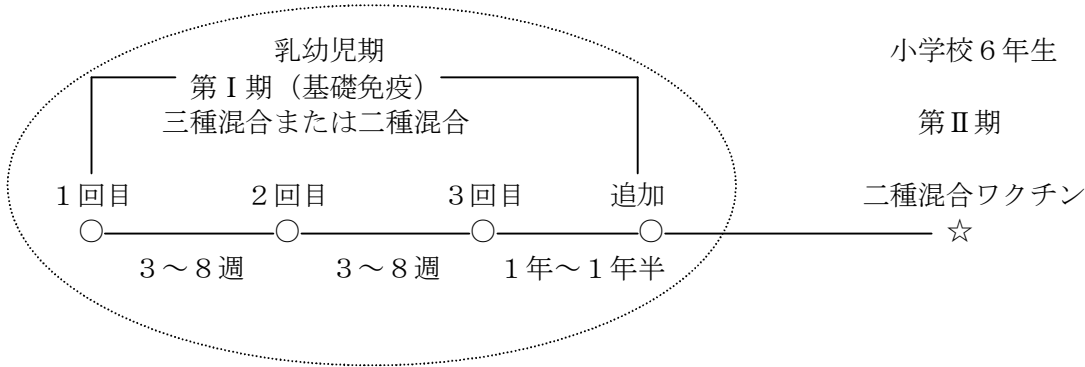 乳幼児期
第Ⅰ期（基礎免疫）
三種混合または二種混合
小学校６年生
第Ⅱ期
１回目 ２回目 ３回目 追加 二種混合ワクチン
３～８週 ３～８週 １年～１年半